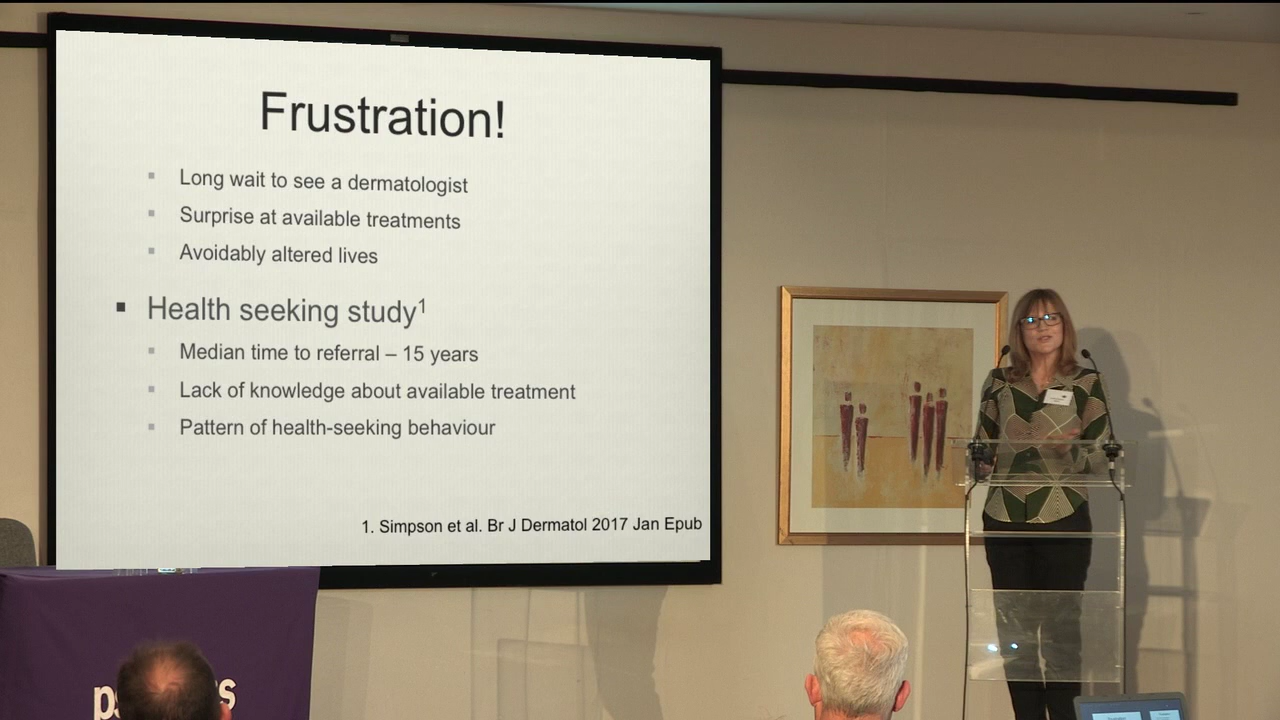 Frustration!
Long wait to see a dermatologist
Surprise at available treatments
Avoidably altered lives
Health seeking study¹
Median time to referral – 15 years
Lack of knowledge about available treatment
Pattern of health-seeking behaviour
1. Simpson et al. Br J Dermatol 2017 Jan Epub